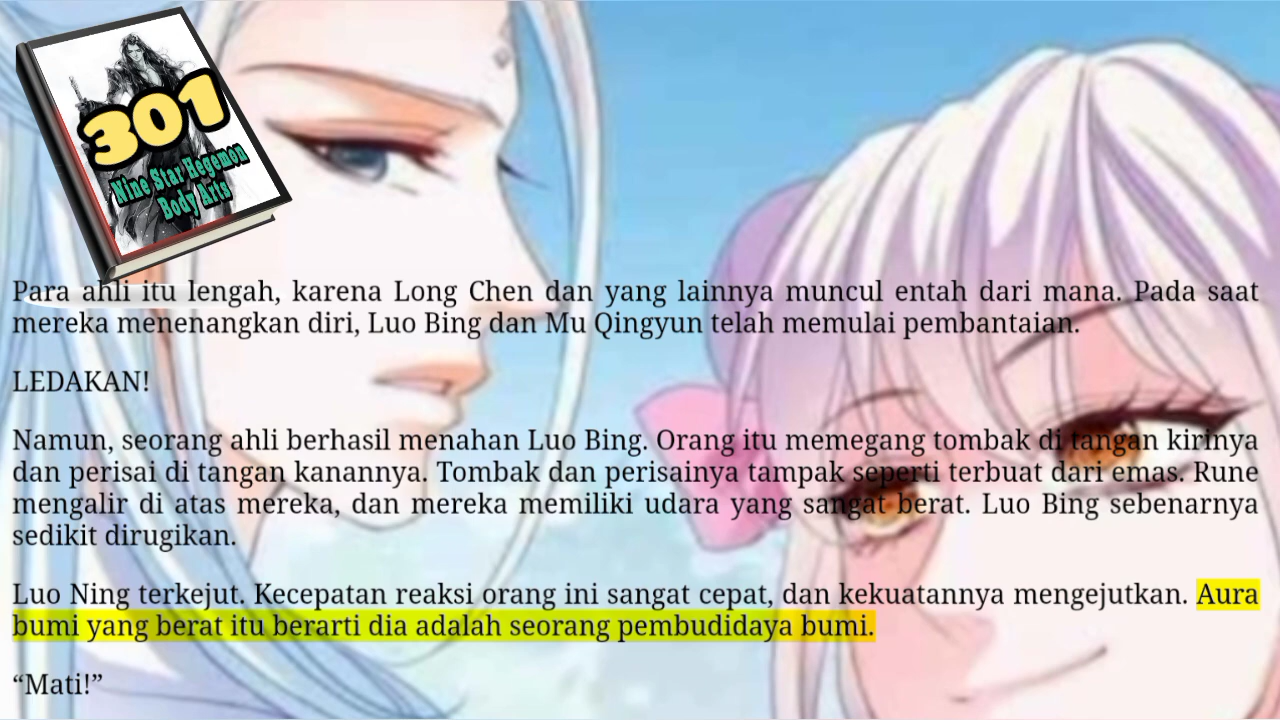 301
Nine Star Hegemon
Body Arts
Para ahli itu lengah, karena Long Chen dan yang lainnya muncul entah dari mana. Pada saat
mereka menenangkan diri, Luo Bing dan Mu Qingyun telah memulai pembantaian.
LEDAKAN!
Namun, seorang ahli berhasil menahan Luo Bing. Orang itu memegang tombak di tangan kirinya
dan perisai di tangan kanannya. Tombak dan perisainya tampak seperti terbuat dari emas. Rune
mengalir di atas mereka, dan mereka memiliki udara yang sangat berat. Luo Bing sebenarnya
sedikit dirugikan.
Luo Ning terkejut. Kecepatan reaksi orang ini sangat cepat, dan kekuatannya mengejutkan. Aura
bumi yang berat itu berarti dia adalah seorang pembudidaya bumi.
“Mati!”